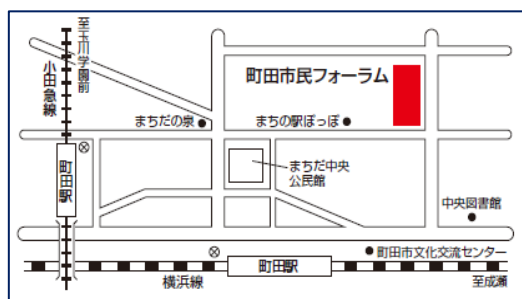 至玉川学園前
小田急線
町田市民フォーラム
まちだの泉
まちの駅ぽっぽ
町田駅
まちだ中央
公民館
中央図書館
町田市文化交流センター
町田駅
横浜線
至成瀬